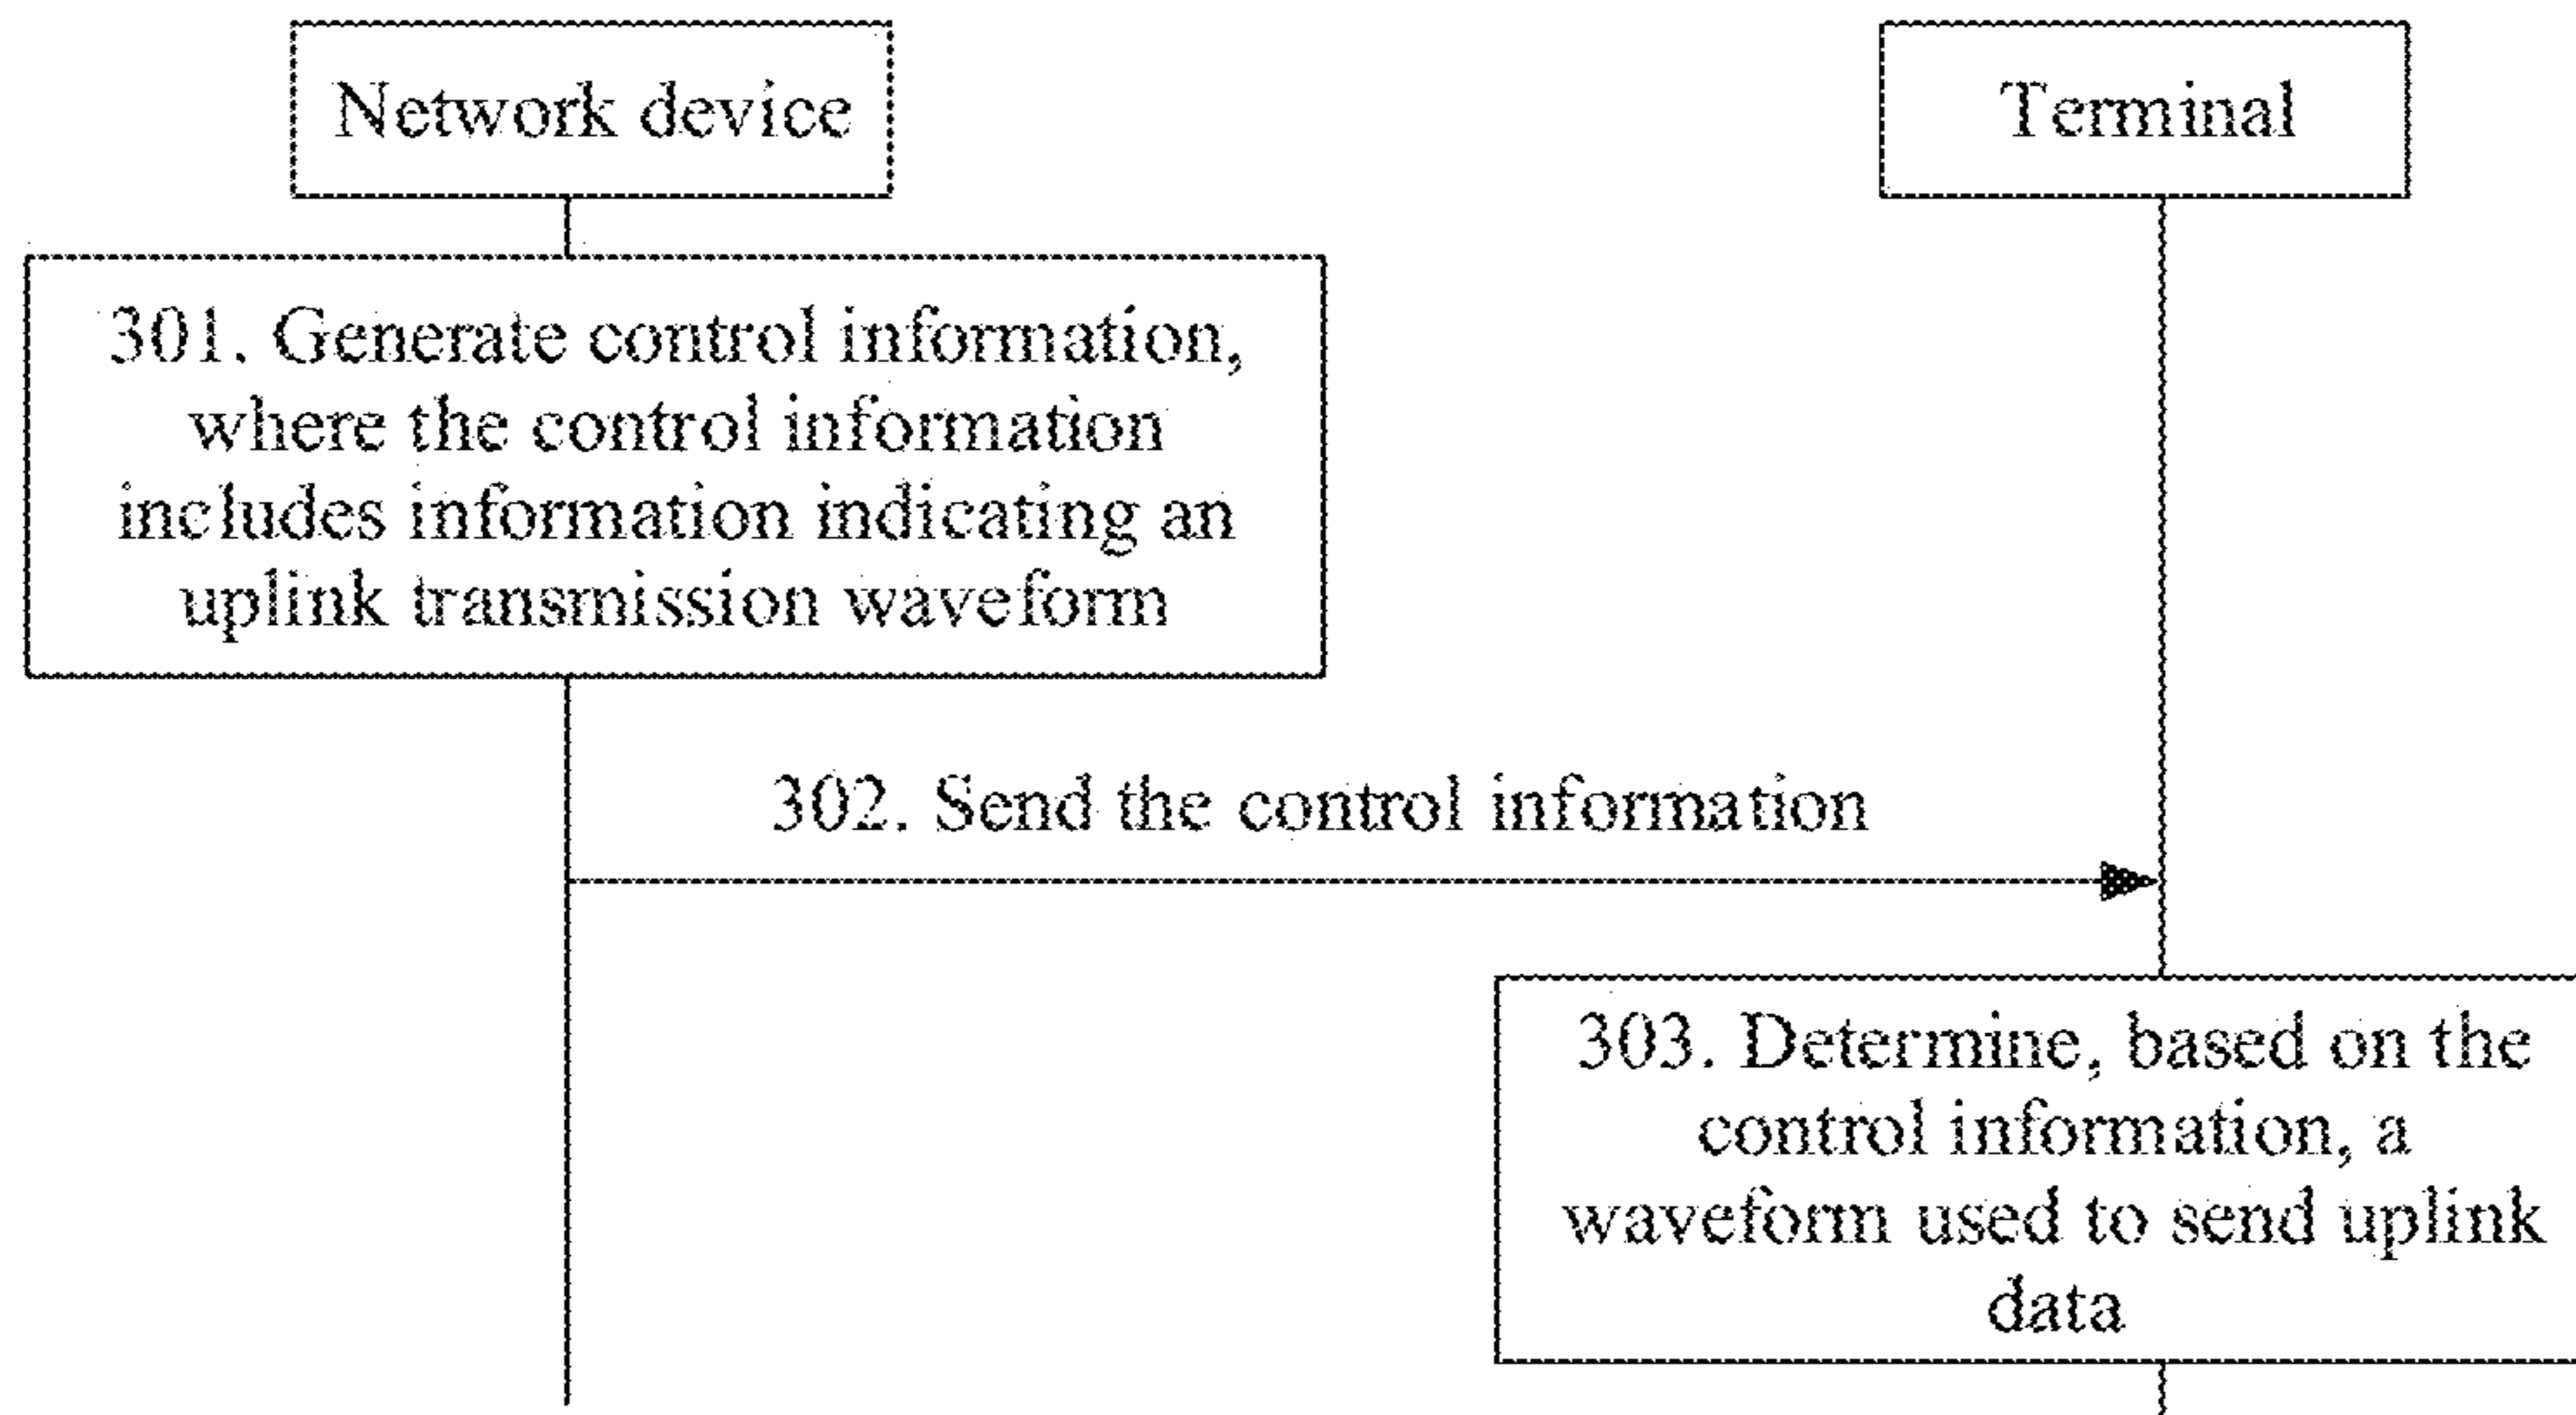 Network device
Terminal
301. Generate control information,
where the control information
includes information indicating an
uplink transmission waveform
302. Send the control information
303. Determine, based on the
control information, a
waveform used to send uplink
data